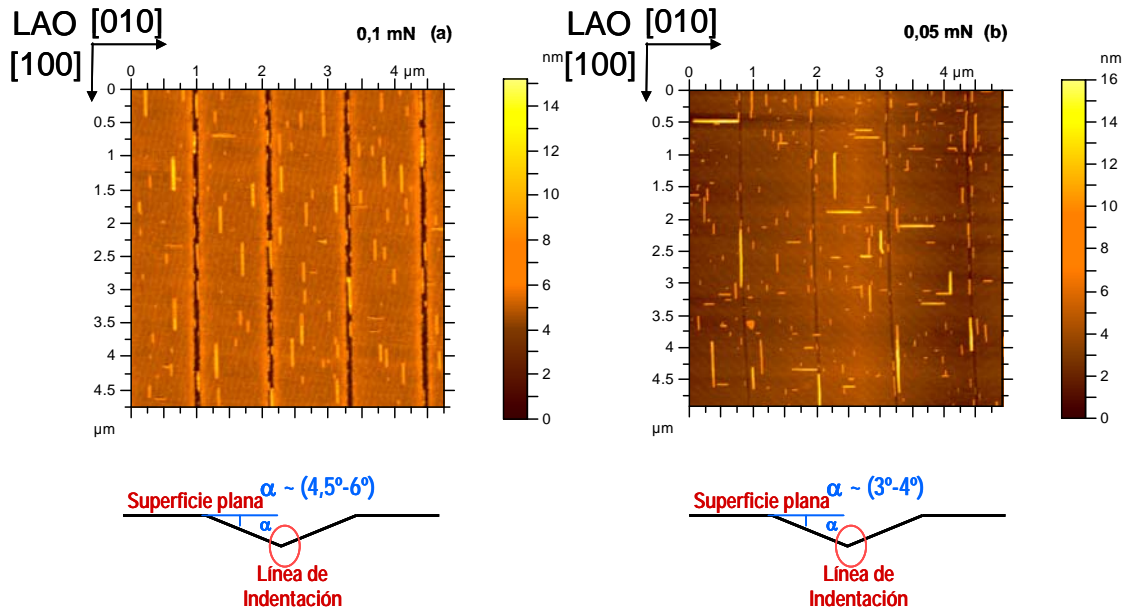 LAO [010]
[100]
0,1 mN (a)
nm
0 1 2 3 4 µm
0
0.5
1
1.5
2
2.5
3
3.5
4
4.5
µm
14
12
10
8
6
4
2
0
LAO [010]
[100]
0,05 mN (b)
nm
0 1 2 3 4 µm
0
0.5
1
1.5
2
2.5
3
3.5
4
4.5
µm
16
14
12
10
8
6
4
2
0
α ~ (4,5º-6º)
Superficie plana
α
Línea de
Indentación
α ~ (3º-4º)
Superficie plana
α
Línea de
Indentación